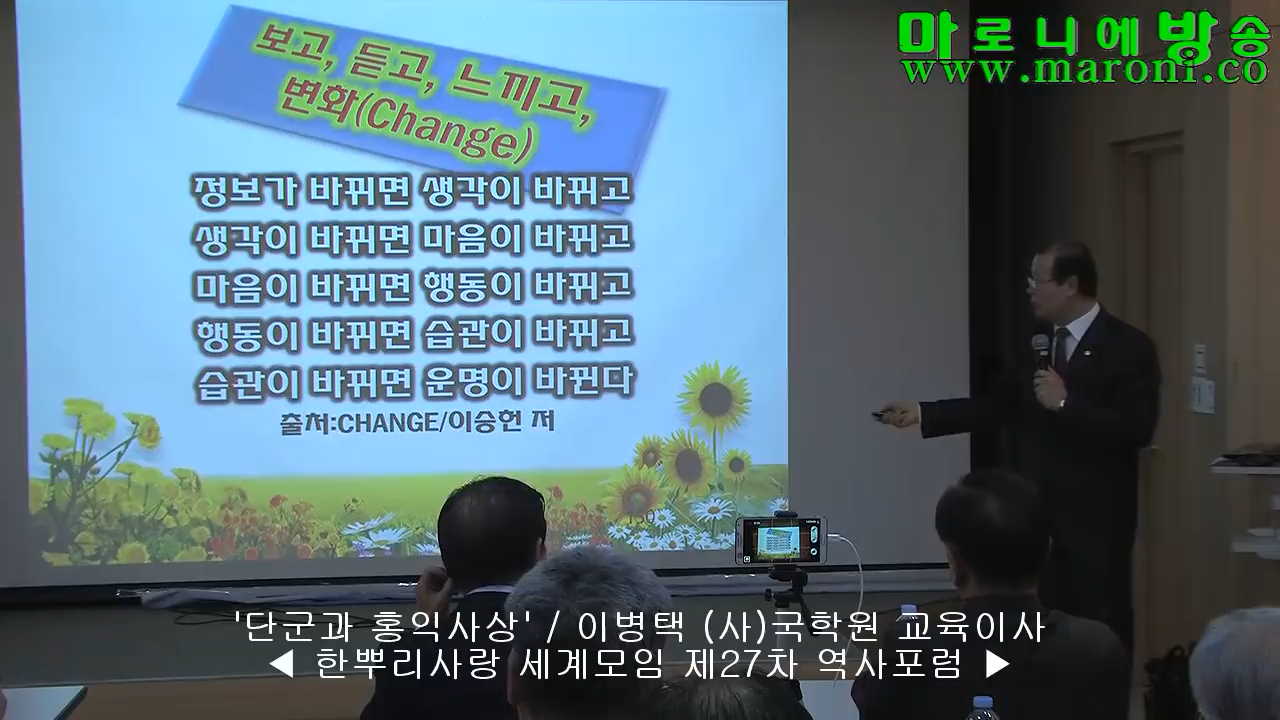 마로니에방송
www.maroni.co
보고, 듣고, 느끼고,
변화(Change)
정보가 바뀌면 생각이 바뀌고
생각이 바뀌면 마음이 바뀌고
마음이 바뀌면 행동이 바뀌고
행동이 바뀌면 습관이 바뀌고
습관이 바뀌면 운명이 바뀐다
출처:CHANGE/이승헌 저
130
'단군과 홍익사상' / 이병택 (사)국학원 교육이사
◀ 한뿌리사랑 세계모임 제27차 역사포럼 ▶